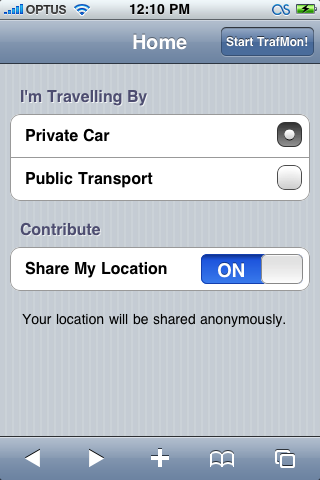 OPTUS 12:10 PM
Home Start TrafMon!
I'm Travelling By
Private Car
Public Transport
Contribute
Share My Location ON
Your location will be shared anonymously.